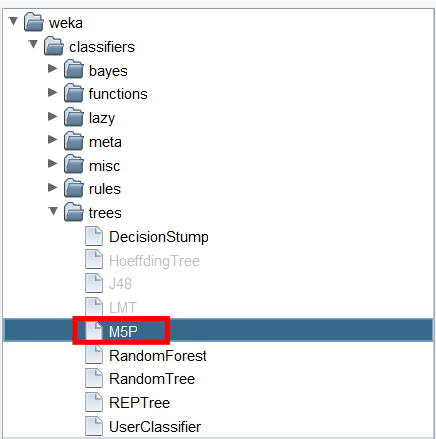 weka
classifiers
bayes
functions
lazy
meta
misc
rules
trees
DecisionStump
HoeffdingTree
J48
LMT
M5P
RandomForest
RandomTree
REPTree
UserClassifier